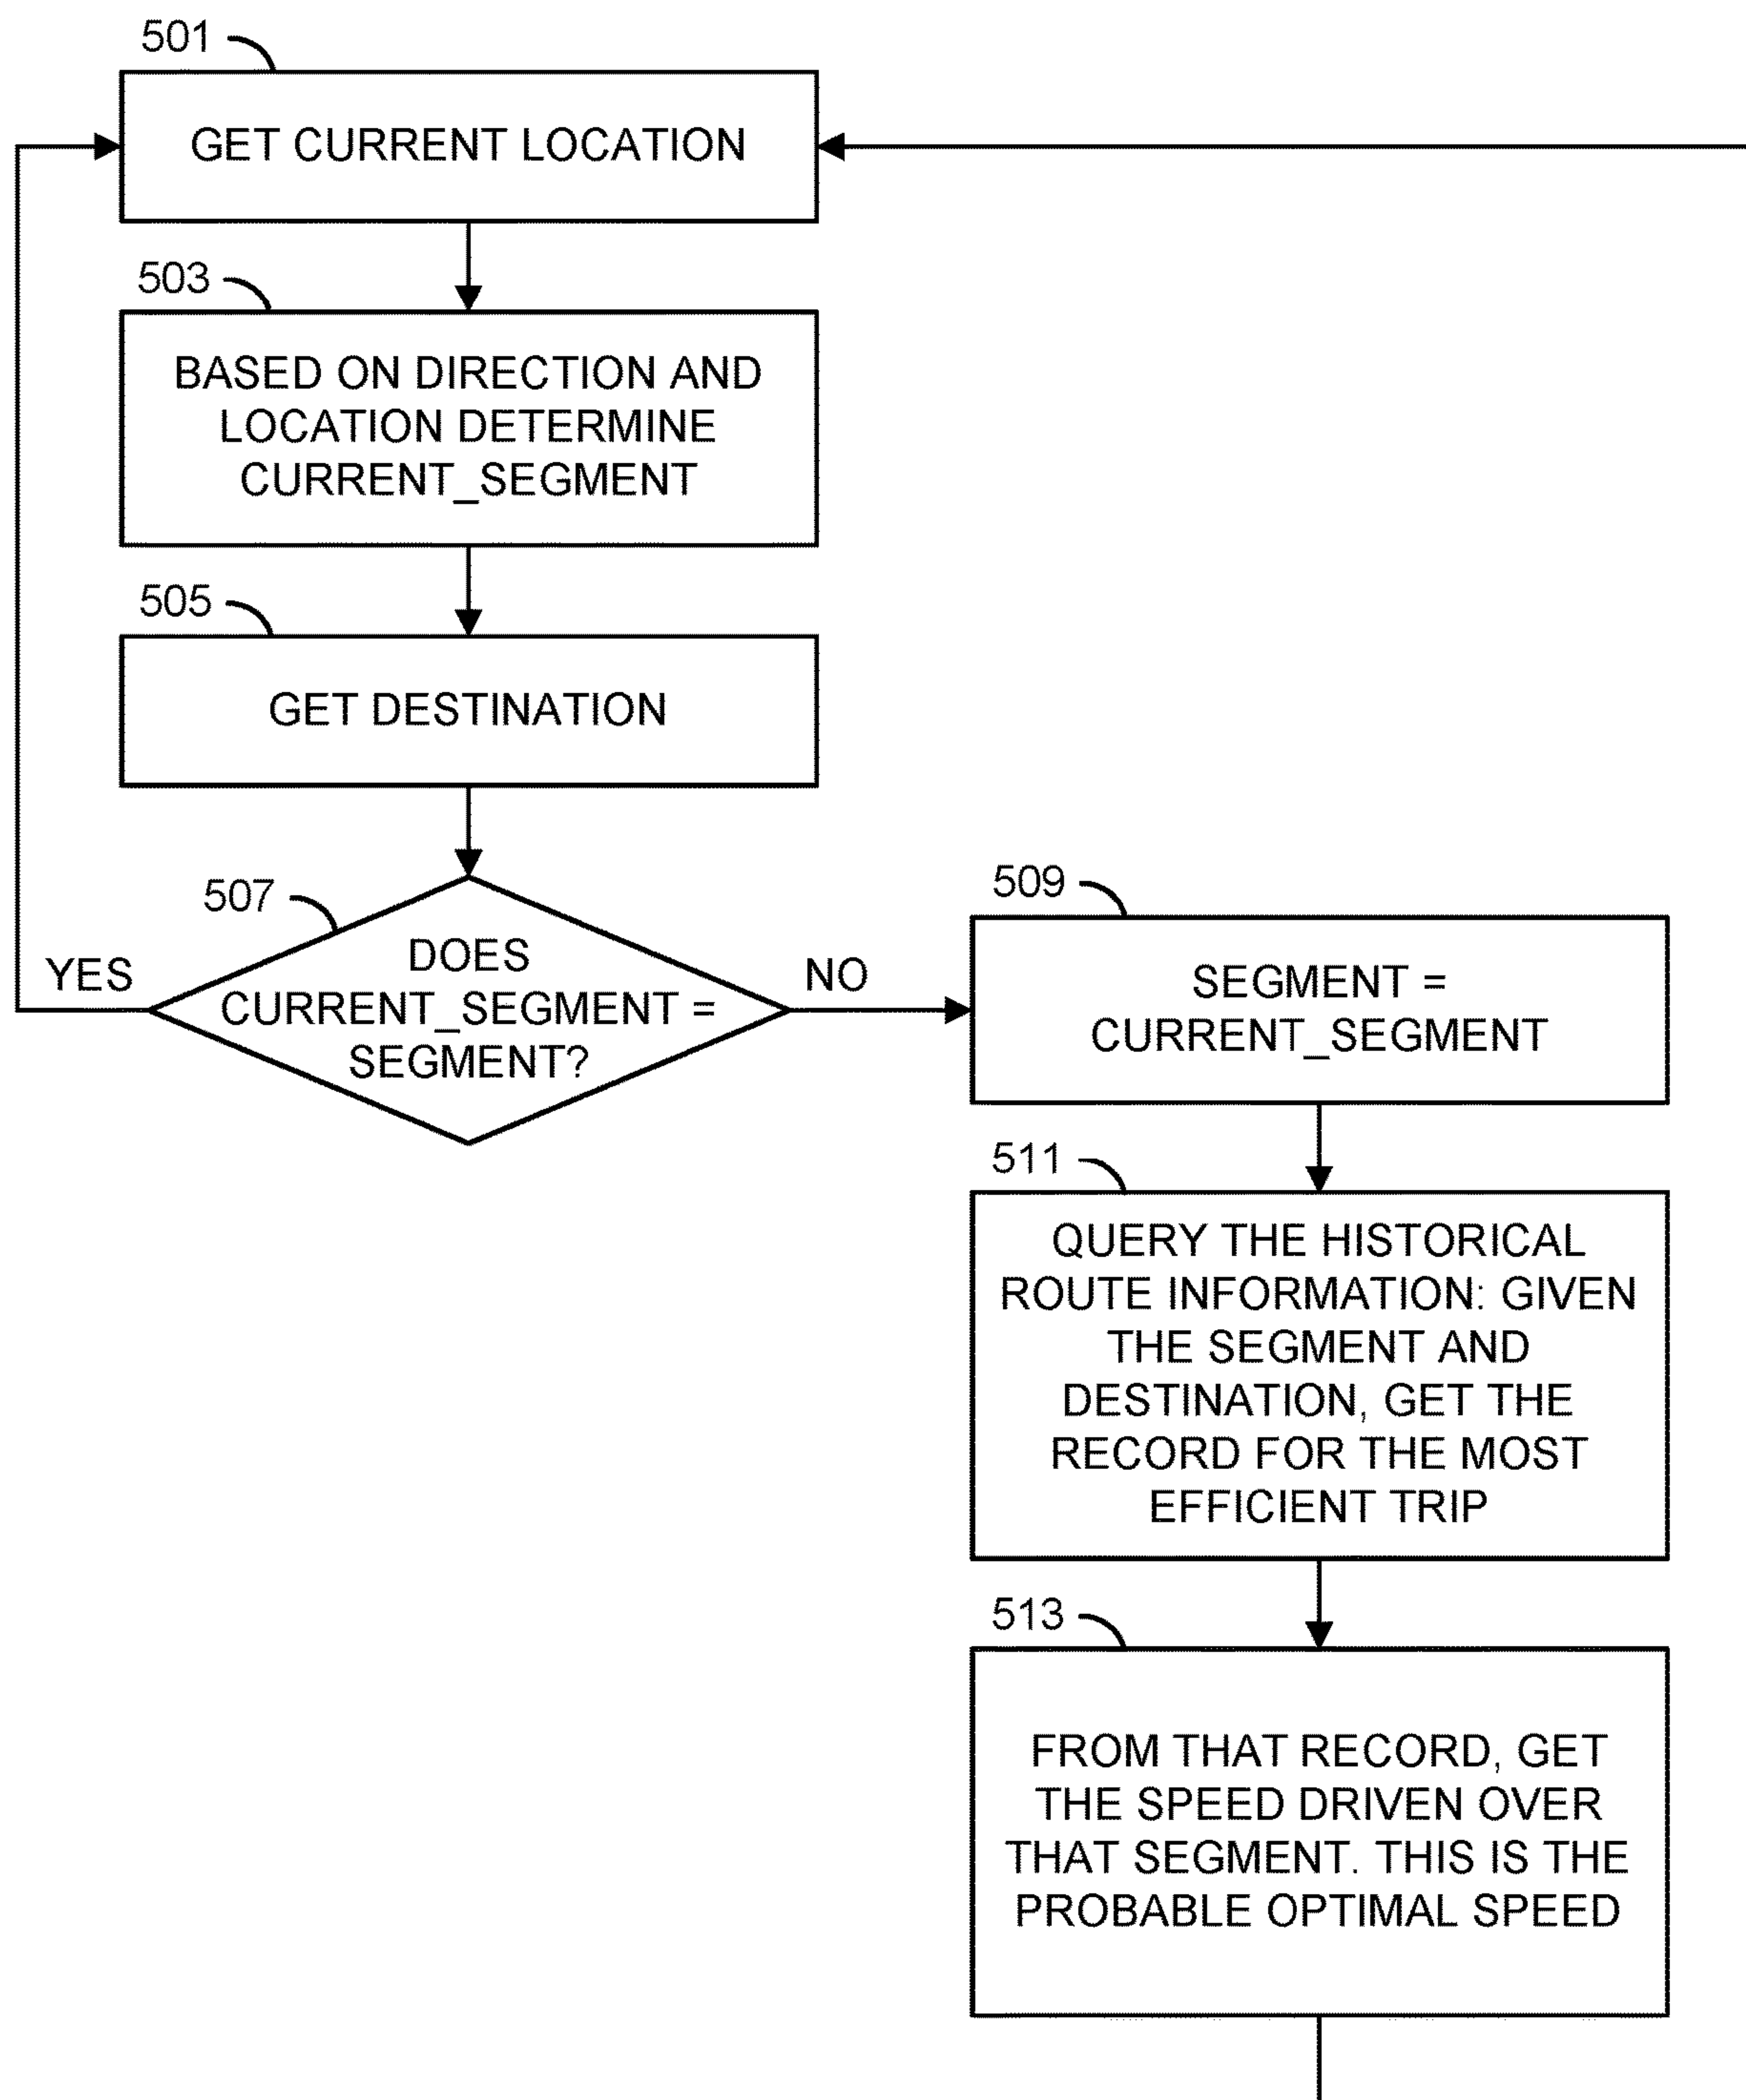 501
GET CURRENT LOCATION
503
BASED ON DIRECTION AND
LOCATION DETERMINE
CURRENT_SEGMENT
505
GET DESTINATION
507
DOES
CURRENT_SEGMENT =
SEGMENT?
YES
NO
509
SEGMENT =
CURRENT_SEGMENT
511
QUERY THE HISTORICAL
ROUTE INFORMATION: GIVEN
THE SEGMENT AND
DESTINATION, GET THE
RECORD FOR THE MOST
EFFICIENT TRIP
513
FROM THAT RECORD, GET
THE SPEED DRIVEN OVER
THAT SEGMENT. THIS IS THE
PROBABLE OPTIMAL SPEED